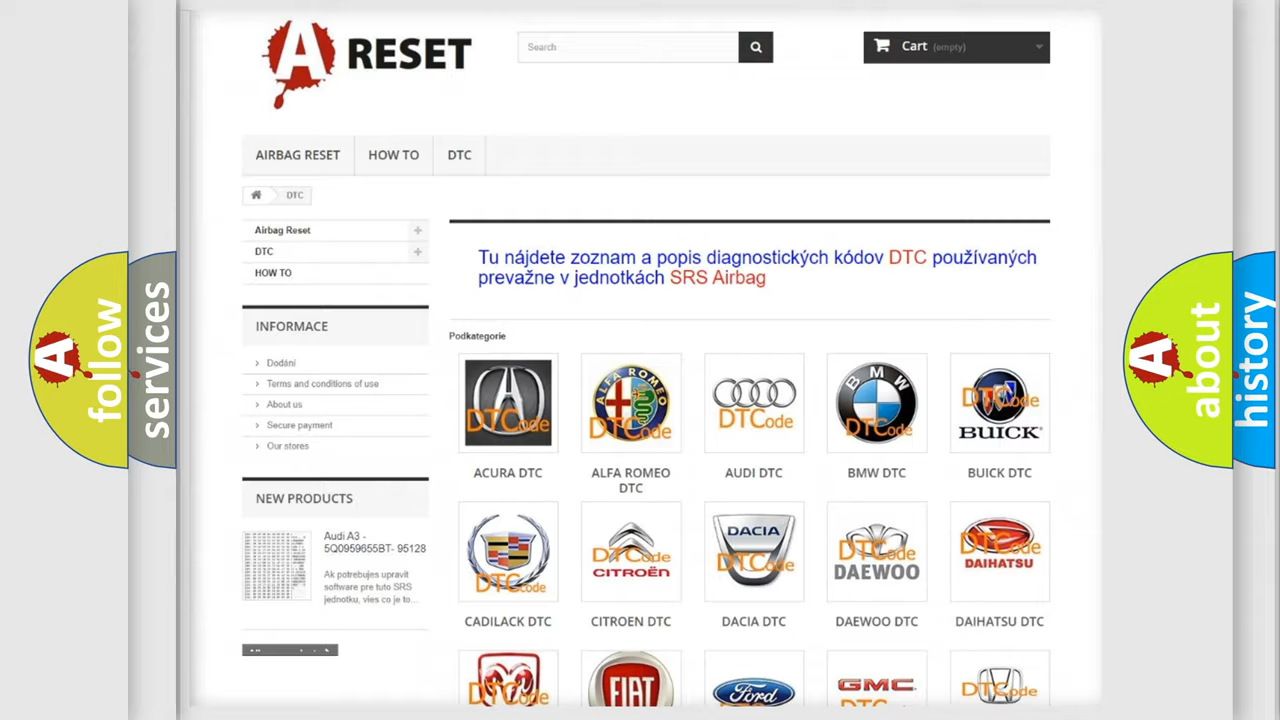 A RESET
Search
Cart (empty)
AIRBAG RESET
HOW TO
DTC
DTC
Airbag Reset
DTC
HOW TO
INFORMACE
Dodání
Terms and conditions of use
About us
Secure payment
Our stores
NEW PRODUCTS
Audi A3 -
5Q0959655BT- 95128
Ak potrebujes upravit
software pre tuto SRS
jednotku, vies co je to...
Tu nájdete zoznam a popis diagnostických kódov DTC používaných
prevažne v jednotkách SRS Airbag
Podkategorie
DTCode
ALFA ROMEO
DTCode
DTCode
BMW
DTCode
DTCode
BUICK
ACURA DTC
ALFA ROMEO
DTC
AUDI DTC
BMW DTC
BUICK DTC
DTCode
DTCode
CITROËN
DACIA
DTCode
DTCode
DAEWOO
DTCode
DAIHATSU
CADILACK DTC
CITROEN DTC
DACIA DTC
DAEWOO DTC
DAIHATSU DTC
DTCode
FIAT
Ford
GMC
DTCode
A follow
services
A about
history